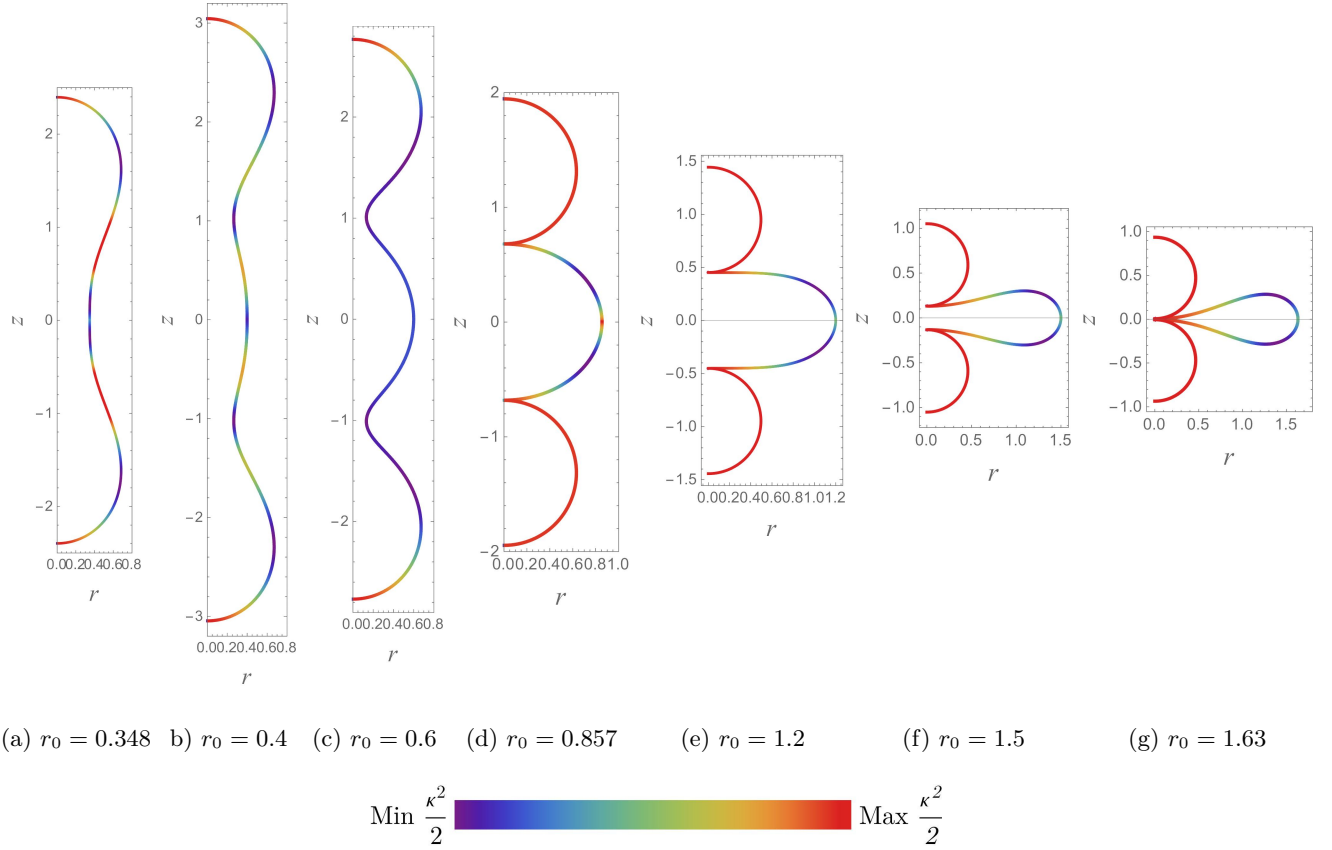 3
2
1
0
−1
−2
−3
z
0.00.20.40.60.8
r
2
1
0
−1
−2
z
0.00.20.40.60.8
r
2
1
0
−1
−2
z
0.00.20.40.60.8
r
2
1
0
−1
−2
z
0.00.20.40.60.81.0
r
1.5
1.0
0.5
0.0
−0.5
−1.0
−1.5
z
0.00.20.40.60.81.01.2
r
1.0
0.5
0.0
−0.5
−1.0
z
0.0 0.5 1.0 1.5
r
1.0
0.5
0.0
−0.5
−1.0
z
0.0 0.5 1.0 1.5
r
(a) r₀ = 0.348 b) r₀ = 0.4 (c) r₀ = 0.6 (d) r₀ = 0.857 (e) r₀ = 1.2 (f) r₀ = 1.5 (g) r₀ = 1.63
Min κ²/2 Max κ²/2